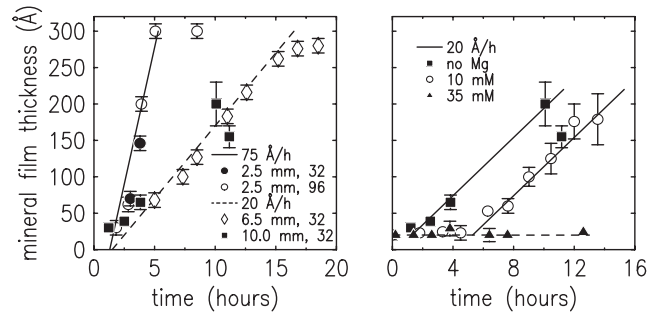 mineral film thickness (Å)
300
250
200
150
100
50
0
0 5 10 15 20
time (hours)
75 Å/h
2.5 mm, 32
2.5 mm, 96
20 Å/h
6.5 mm, 32
10.0 mm, 32
20 Å/h
no Mg
10 mM
35 mM
0 4 8 12 16
time (hours)